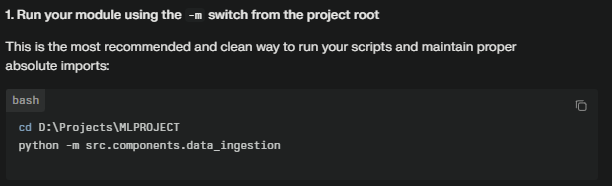 1. Run your module using the -m switch from the project root
This is the most recommended and clean way to run your scripts and maintain proper
absolute imports:
bash
cd D:\Projects\MLPROJECT
python -m src.components.data_ingestion